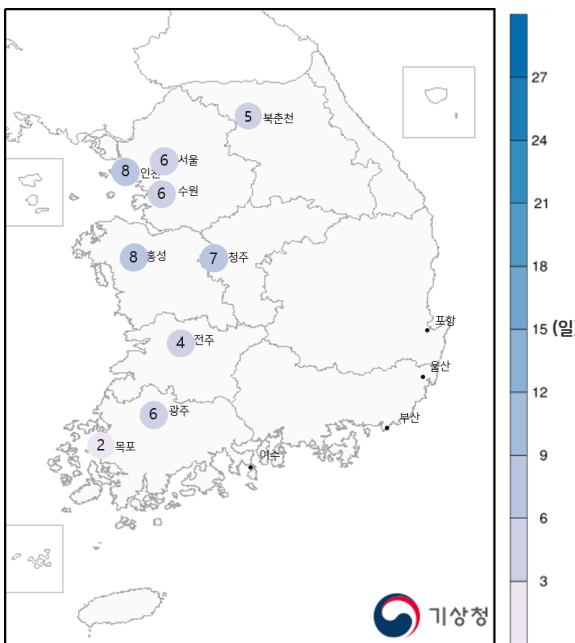 5 북춘천
6 서울
8 인천
6 수원
8 홍성
7 청주
4 전주
6 광주
2 목포
포항
울산
부산
여수
27
24
21
18
15 (일)
12
9
6
3
기상청